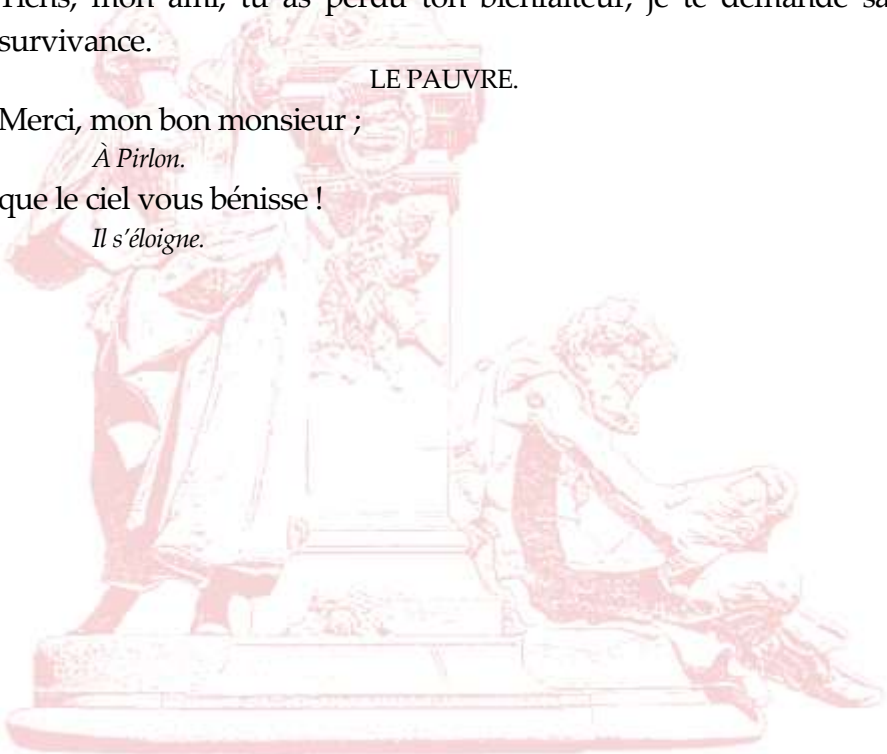 Tiens, mon ami, tu as perdu ton bienfaiteur, je te demande sa
survivance.
LE PAUVRE.
Merci, mon bon monsieur ;
À Pirlon.
que le ciel vous bénisse !
Il s’éloigne.